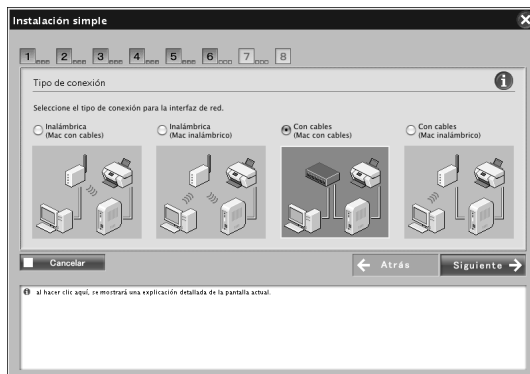 Instalación simple
1 2 3 4 5 6 7 8
Tipo de conexión
Seleccione el tipo de conexión para la interfaz de red.
Inalámbrica
(Mac con cables)
Inalámbrica
(Mac inalámbrico)
Con cables
(Mac con cables)
Con cables
(Mac inalámbrico)
Cancelar
Atrás
Siguiente
al hacer clic aquí, se mostrará una explicación detallada de la pantalla actual.